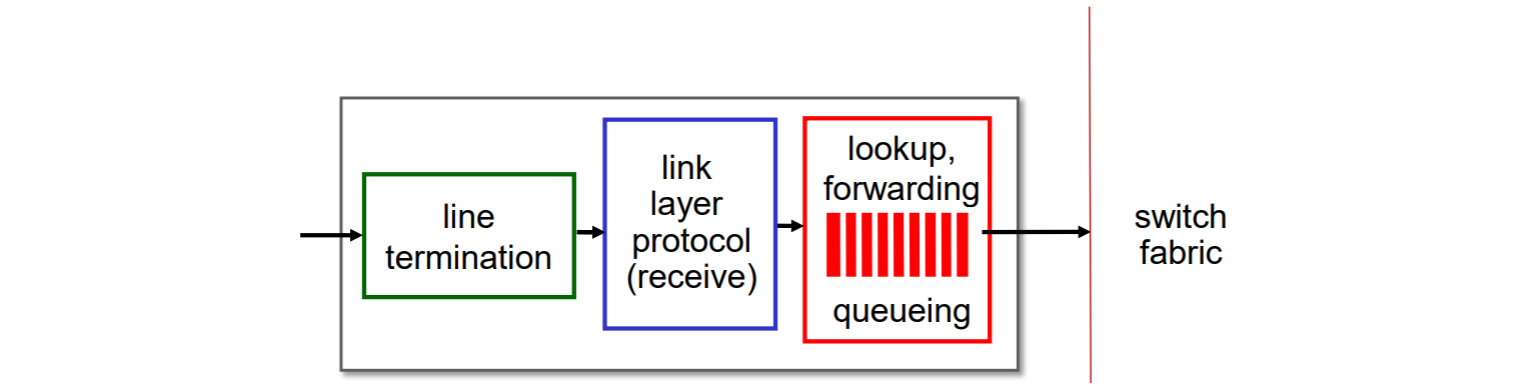 line
termination
link
layer
protocol
(receive)
lookup,
forwarding
queueing
switch
fabric